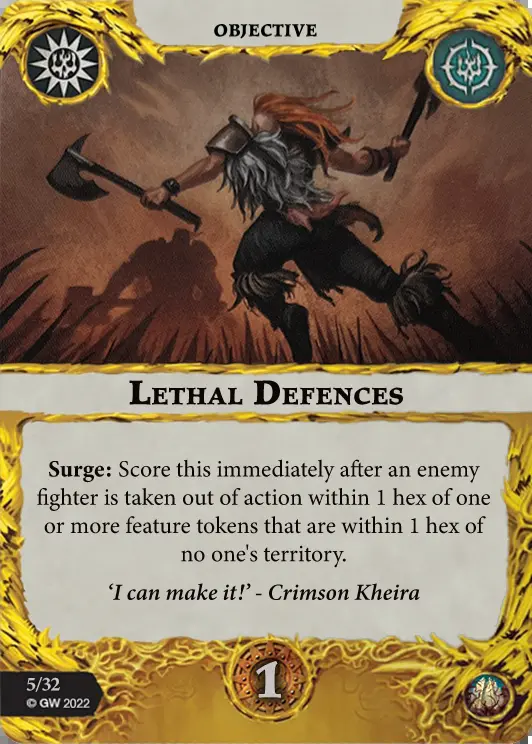 OBJECTIVE
LETHAL DEFENCES
Surge: Score this immediately after an enemy
fighter is taken out of action within 1 hex of one
or more feature tokens that are within 1 hex of
no one's territory.
‘I can make it!’ - Crimson Kheira
5/32
© GW 2022
1